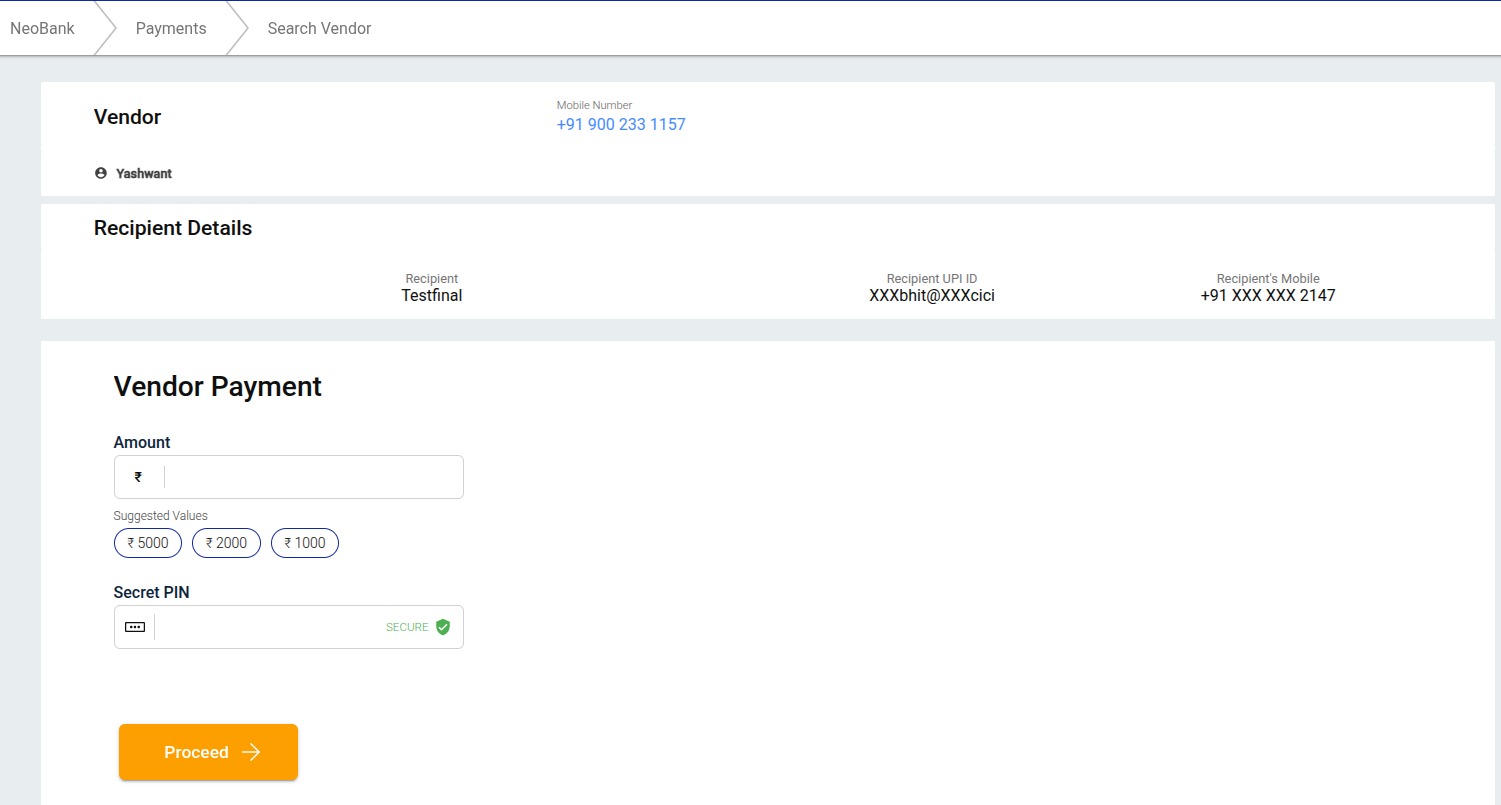 NeoBank Payments Search Vendor
Vendor
Mobile Number
+91 900 233 1157
Yashwant
Recipient Details
Recipient Recipient UPI ID Recipient's Mobile
Testfinal XXXbhit@XXXcici +91 XXX XXX 2147
Vendor Payment
Amount
₹
Suggested Values
₹ 5000 ₹ 2000 ₹ 1000
Secret PIN
SECURE
Proceed